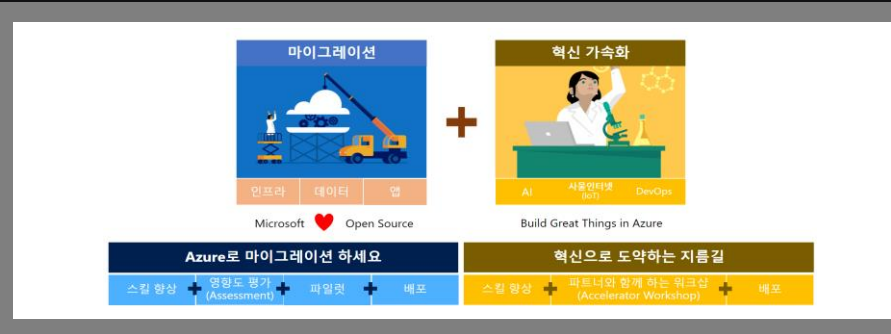 마이그레이션
혁신 가속화
인프라 데이터 앱
AI 사물인터넷 (IoT) DevOps
Microsoft Open Source
Build Great Things in Azure
Azure로 마이그레이션 하세요
혁신으로 도약하는 지름길
스킬 향상 영향도 평가 (Assessment) 파일럿 배포
스킬 향상 파트너와 함께 하는 워크샵 (Accelerator Workshop) 배포